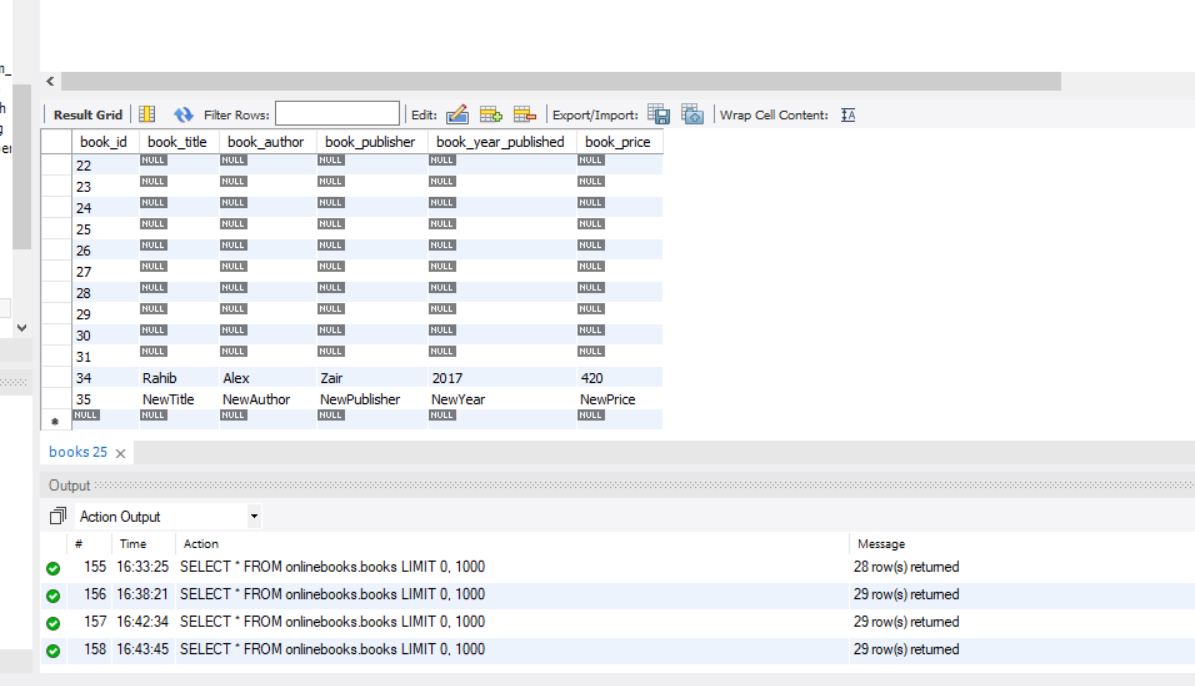 n_
h
g
er
Result Grid Filter Rows: Edit: Export/Import: Wrap Cell Content:
book_id book_title book_author book_publisher book_year_published book_price
22 NULL NULL NULL NULL NULL
23 NULL NULL NULL NULL NULL
24 NULL NULL NULL NULL NULL
25 NULL NULL NULL NULL NULL
26 NULL NULL NULL NULL NULL
27 NULL NULL NULL NULL NULL
28 NULL NULL NULL NULL NULL
29 NULL NULL NULL NULL NULL
30 NULL NULL NULL NULL NULL
31 NULL NULL NULL NULL NULL
34 Rahib Alex Zair 2017 420
35 NewTitle NewAuthor NewPublisher NewYear NewPrice
NULL NULL NULL NULL NULL NULL
books 25
Output
Action Output
# Time Action Message
155 16:33:25 SELECT * FROM onlinebooks.books LIMIT 0, 1000 28 row(s) returned
156 16:38:21 SELECT * FROM onlinebooks.books LIMIT 0, 1000 29 row(s) returned
157 16:42:34 SELECT * FROM onlinebooks.books LIMIT 0, 1000 29 row(s) returned
158 16:43:45 SELECT * FROM onlinebooks.books LIMIT 0, 1000 29 row(s) returned